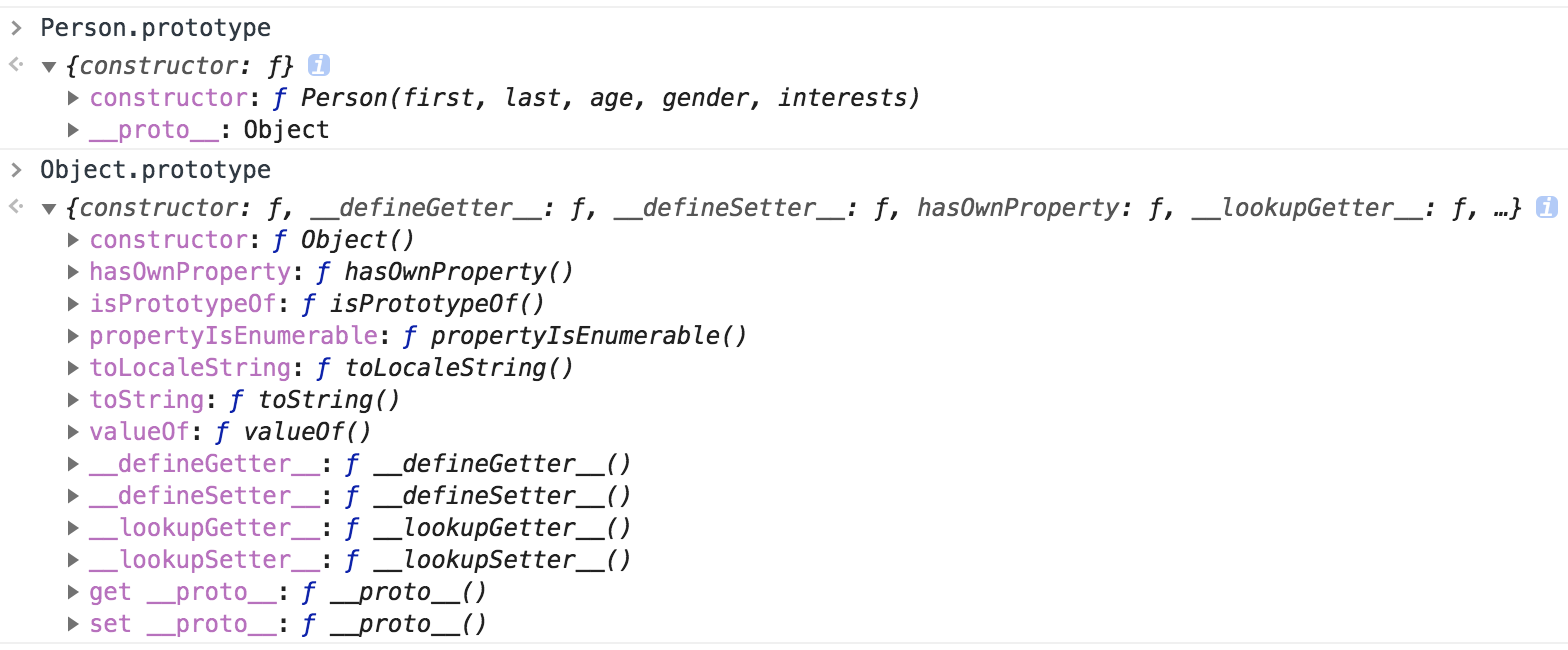 > Person.prototype
<· ▼ {constructor: ƒ} i
▶ constructor: ƒ Person(first, last, age, gender, interests)
▶ __proto__: Object
> Object.prototype
<· ▼ {constructor: ƒ, __defineGetter__: ƒ, __defineSetter__: ƒ, hasOwnProperty: ƒ, __lookupGetter__: ƒ, …} i
▶ constructor: ƒ Object()
▶ hasOwnProperty: ƒ hasOwnProperty()
▶ isPrototypeOf: ƒ isPrototypeOf()
▶ propertyIsEnumerable: ƒ propertyIsEnumerable()
▶ toLocaleString: ƒ toLocaleString()
▶ toString: ƒ toString()
▶ valueOf: ƒ valueOf()
▶ __defineGetter__: ƒ __defineGetter__()
▶ __defineSetter__: ƒ __defineSetter__()
▶ __lookupGetter__: ƒ __lookupGetter__()
▶ __lookupSetter__: ƒ __lookupSetter__()
▶ get __proto__: ƒ __proto__()
▶ set __proto__: ƒ __proto__()